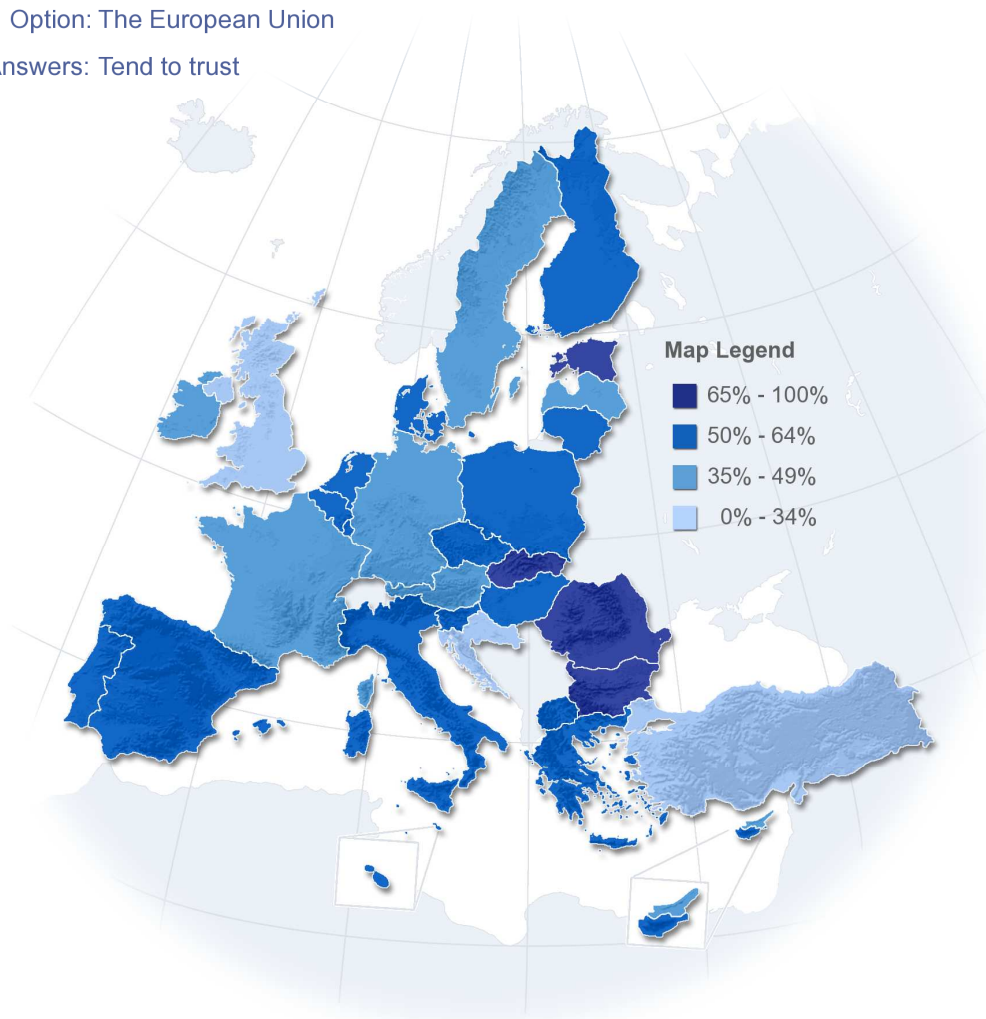 Option: The European Union
nswers: Tend to trust
Map Legend
65% - 100%
50% - 64%
35% - 49%
0% - 34%